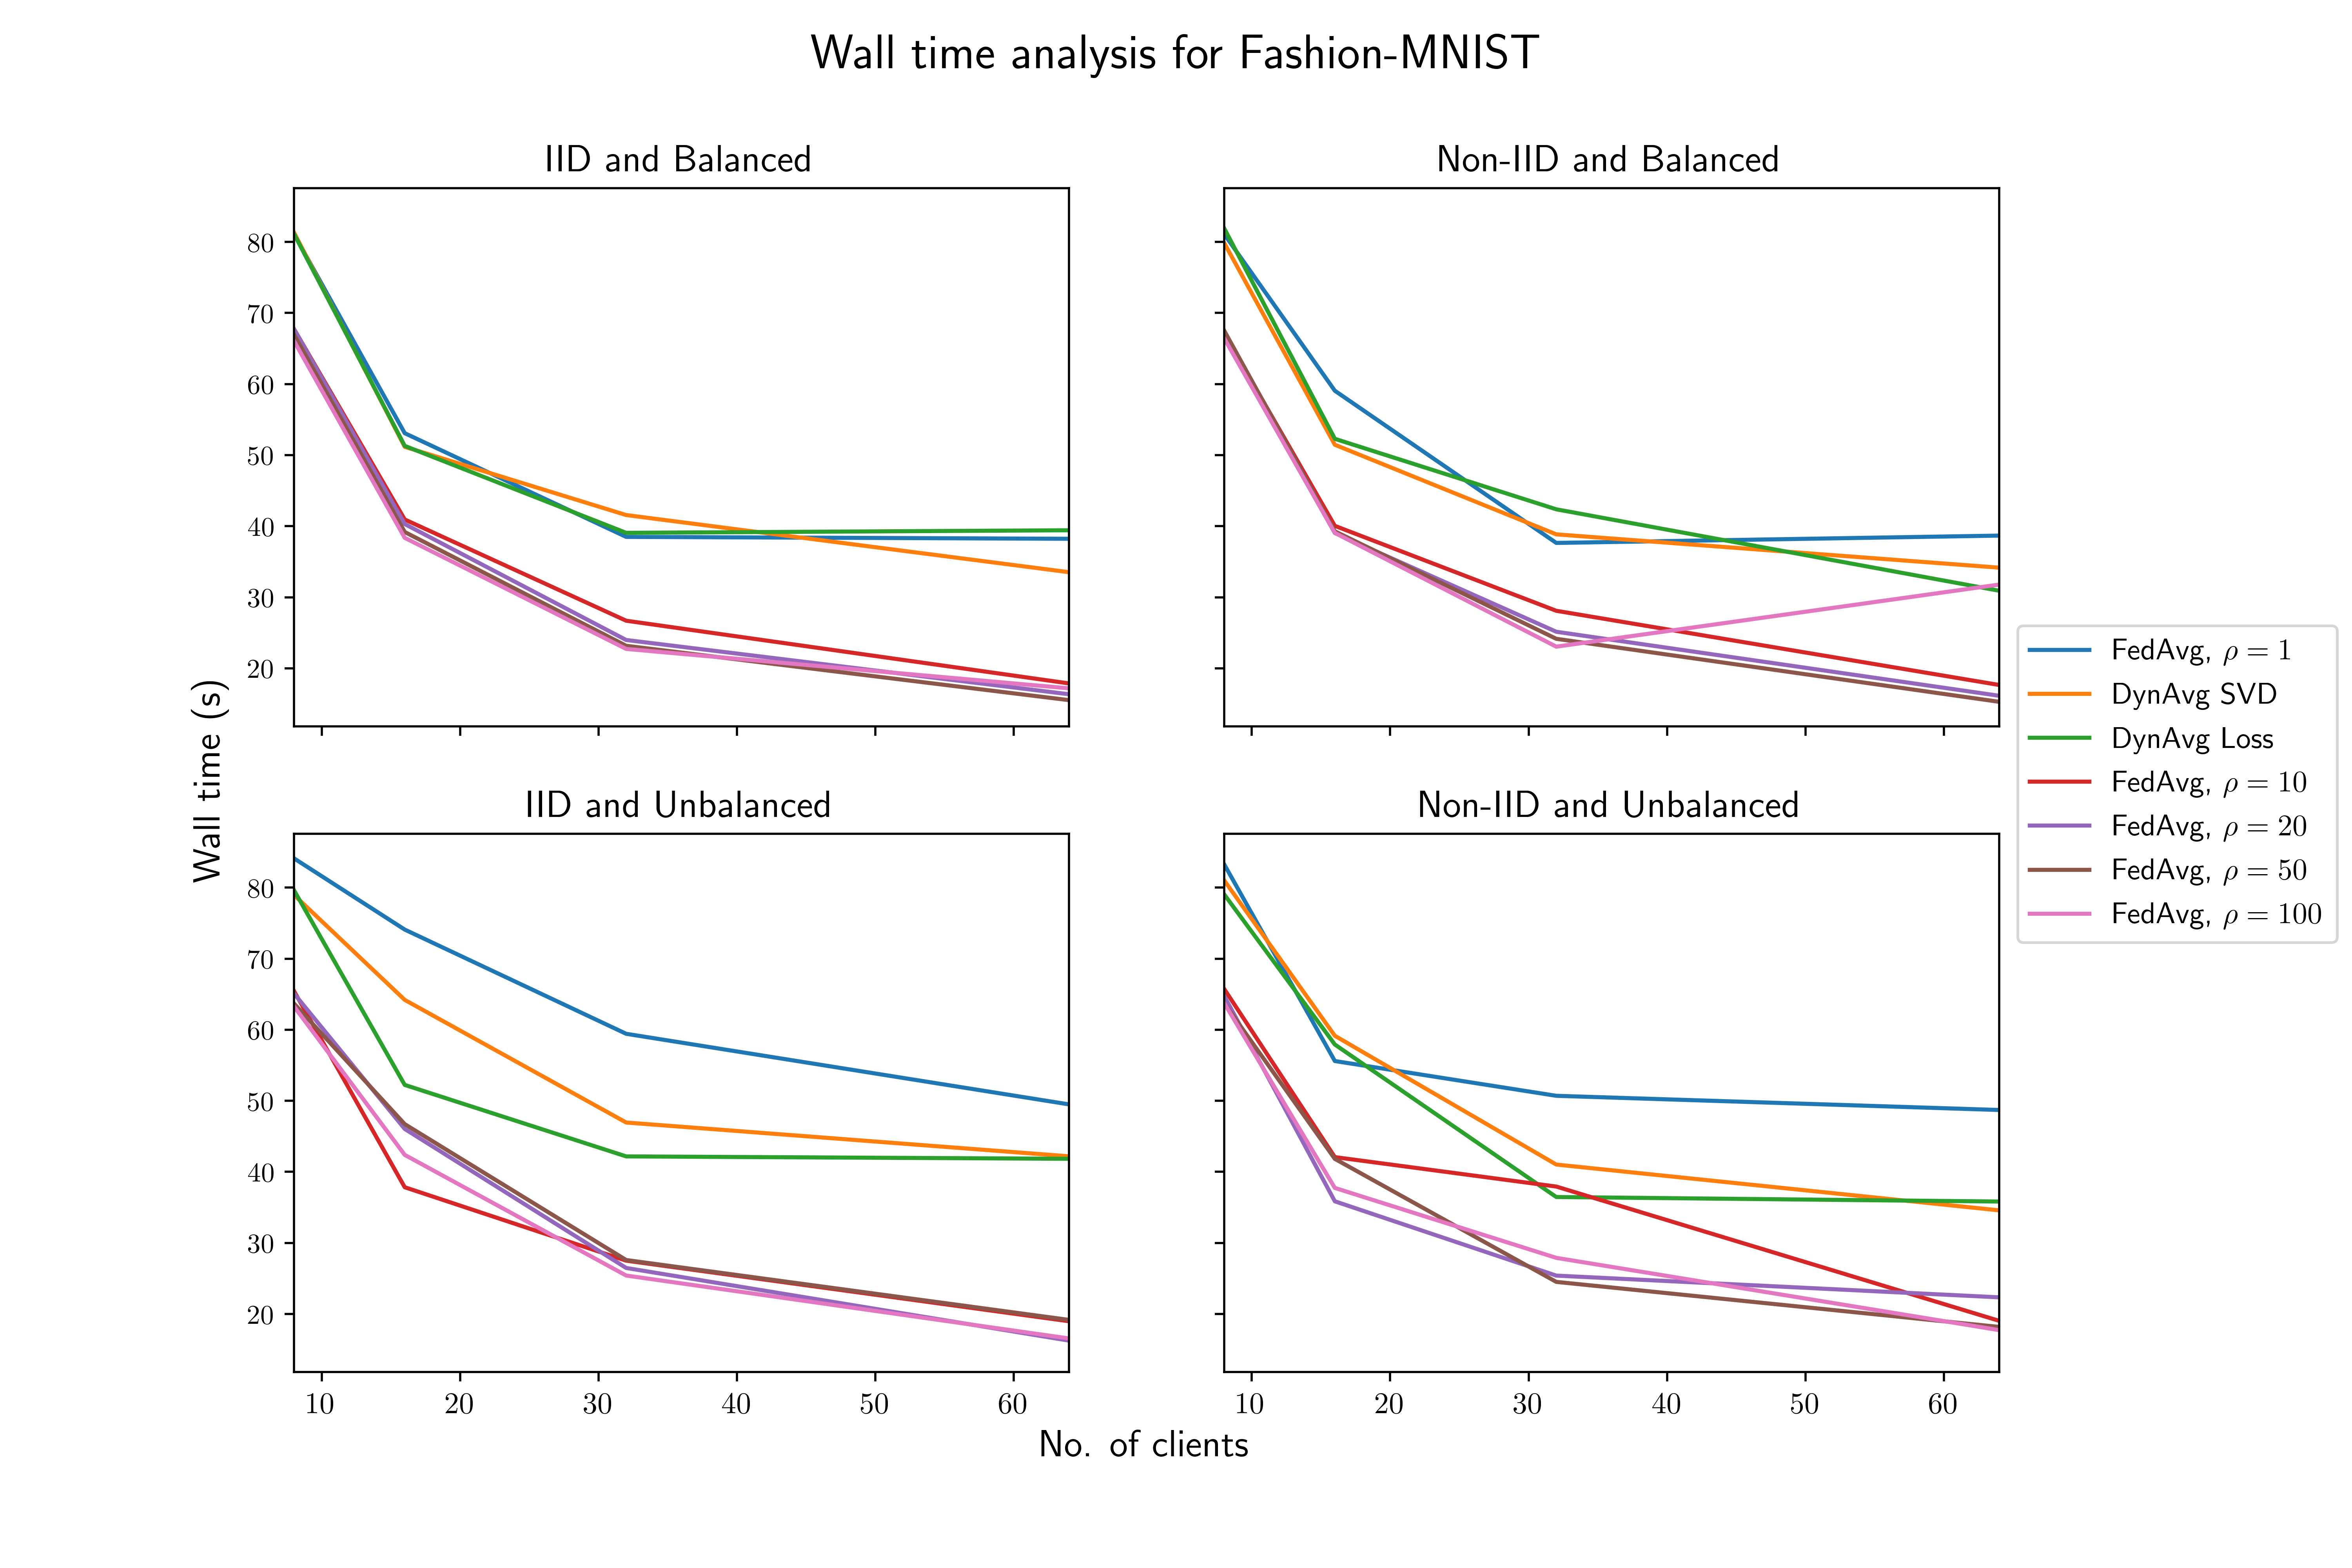 Wall time analysis for Fashion-MNIST
IID and Balanced
Non-IID and Balanced
80
70
60
50
40
30
20
Wall time (s)
FedAvg, ρ = 1
DynAvg SVD
DynAvg Loss
FedAvg, ρ = 10
FedAvg, ρ = 20
FedAvg, ρ = 50
FedAvg, ρ = 100
IID and Unbalanced
Non-IID and Unbalanced
80
70
60
50
40
30
20
10 20 30 40 50 60
10 20 30 40 50 60
No. of clients